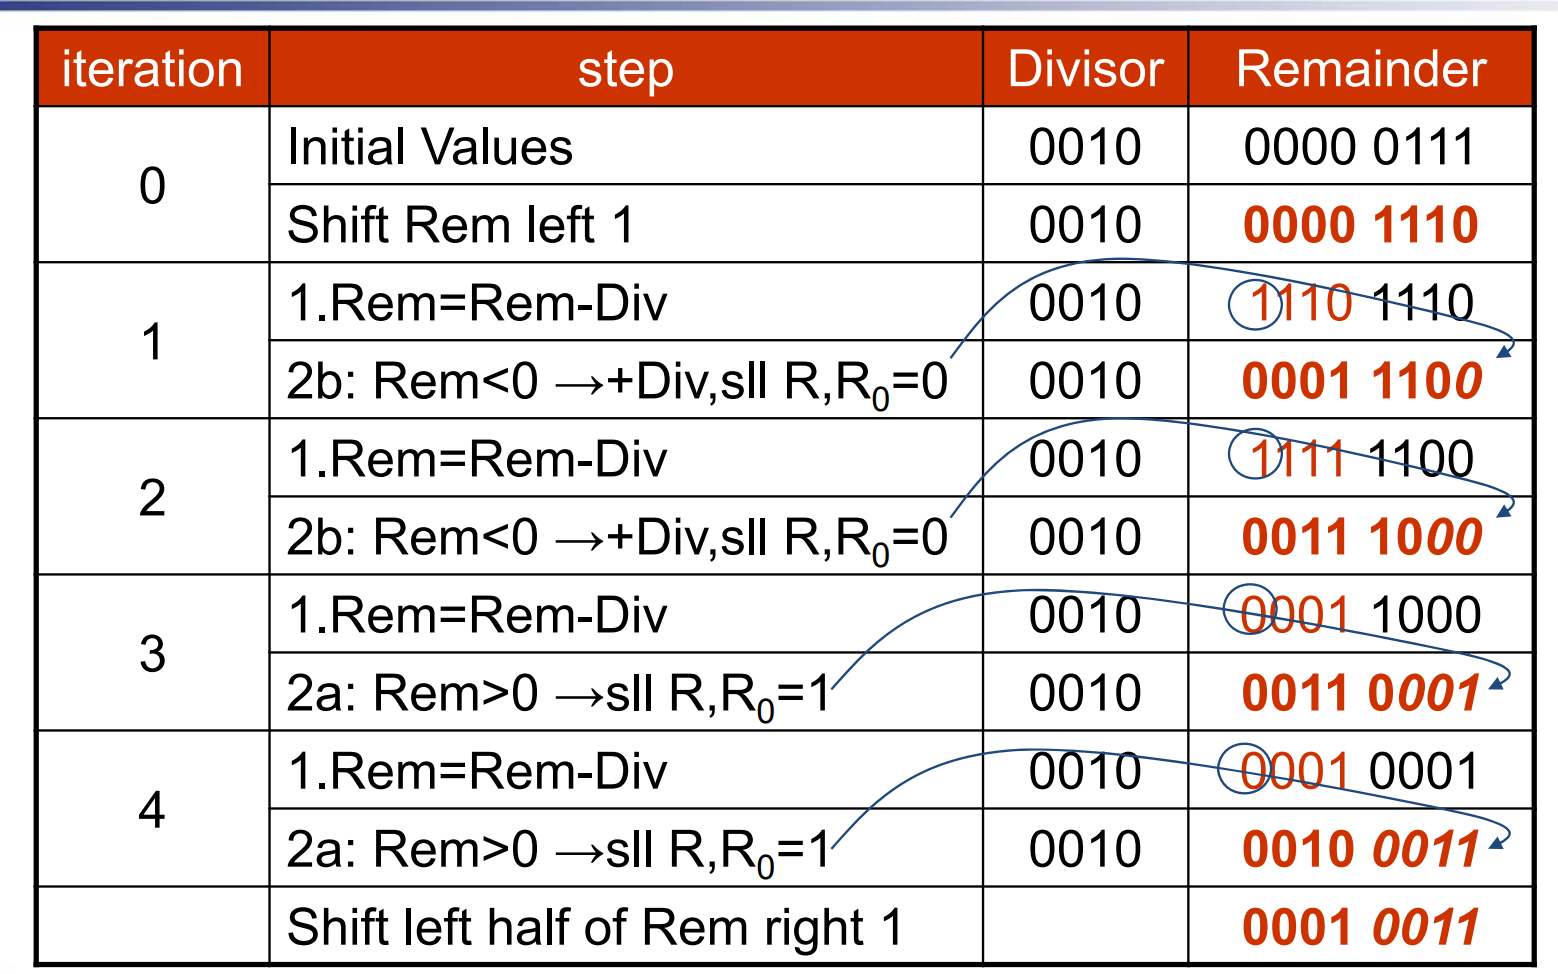 iteration step Divisor Remainder
0 Initial Values 0010 0000 0111
Shift Rem left 1 0010 0000 1110
1 1.Rem=Rem-Div 0010 1110 1110
2b: Rem<0 →+Div,sll R,R₀=0 0010 0001 1100
2 1.Rem=Rem-Div 0010 1111 1100
2b: Rem<0 →+Div,sll R,R₀=0 0010 0011 1000
3 1.Rem=Rem-Div 0010 0001 1000
2a: Rem>0 →sll R,R₀=1 0010 0011 0001
4 1.Rem=Rem-Div 0010 0001 0001
2a: Rem>0 →sll R,R₀=1 0010 0010 0011
Shift left half of Rem right 1 0001 0011